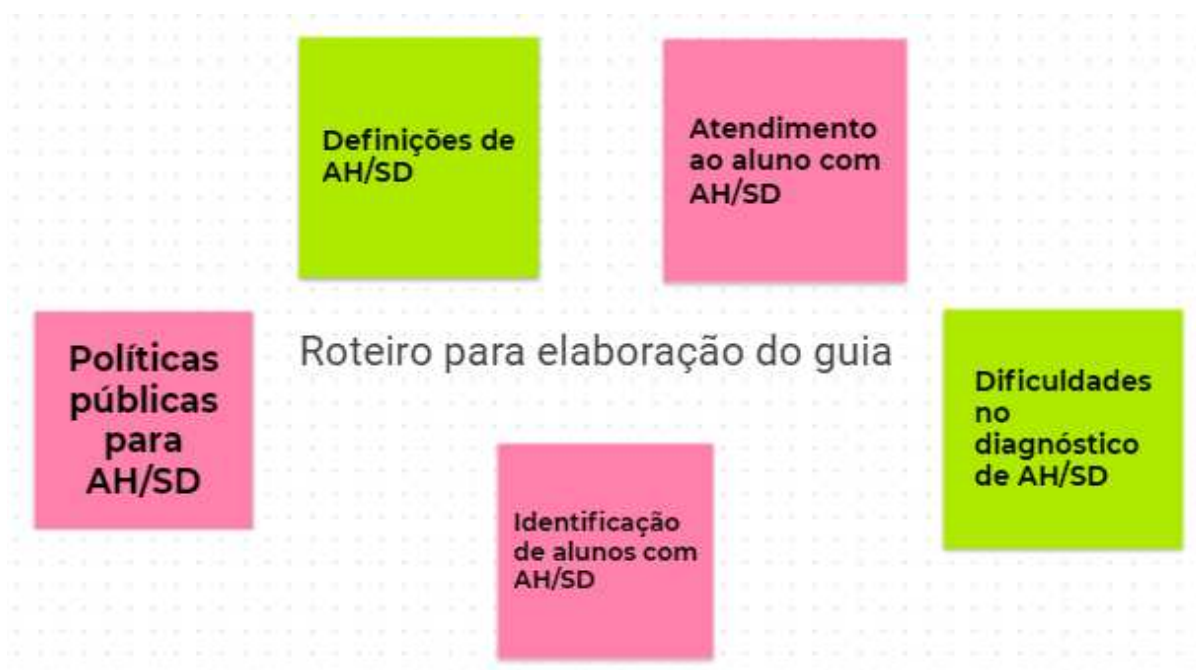 Definições de
AH/SD
Atendimento
ao aluno com
AH/SD
Políticas
públicas
para
AH/SD
Roteiro para elaboração do guia
Dificuldades
no
diagnóstico
de AH/SD
Identificação
de alunos com
AH/SD